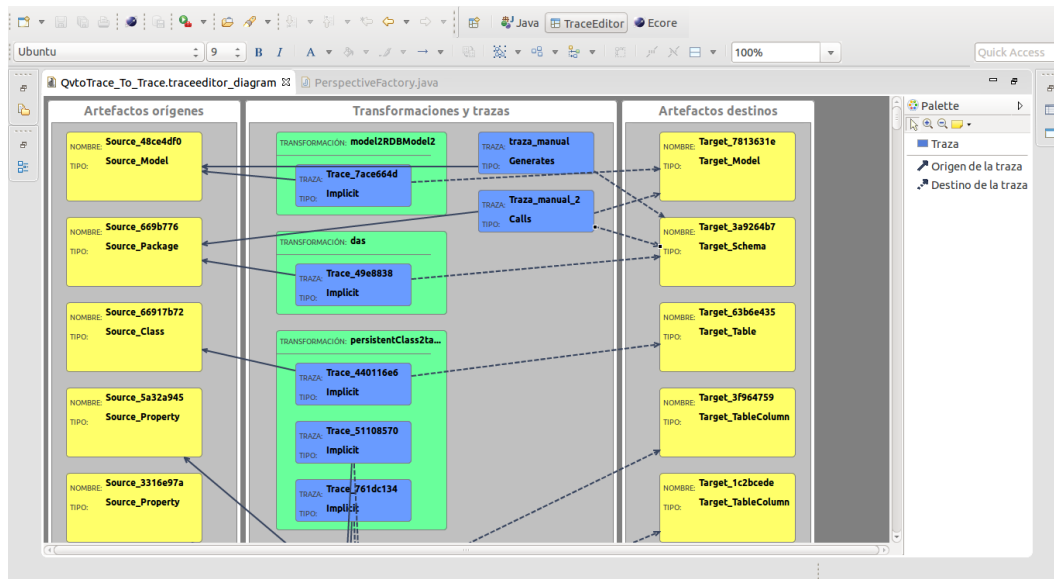 Java
TraceEditor
Ecore
Ubuntu
9
B
I
A
100%
Quick Access
QvtoTrace_To_Trace.traceeditor_diagram
PerspectiveFactory.java
Artefactos orígenes
Transformaciones y trazas
Artefactos destinos
Palette
Traza
Origen de la traza
Destino de la traza
NOMBRE: Source_48ce4df0
TIPO: Source_Model
NOMBRE: Source_669b776
TIPO: Source_Package
NOMBRE: Source_66917b72
TIPO: Source_Class
NOMBRE: Source_5a32a945
TIPO: Source_Property
NOMBRE: Source_3316e97a
TIPO: Source_Property
TRANSFORMACIÓN: model2RDBModel2
TRAZA: Trace_7ace664d
TIPO: Implicit
TRAZA: traza_manual
TIPO: Generates
TRAZA: Traza_manual_2
TIPO: Calls
TRANSFORMACIÓN: das
TRAZA: Trace_49e8838
TIPO: Implicit
TRANSFORMACIÓN: persistentClass2ta...
TRAZA: Trace_440116e6
TIPO: Implicit
TRAZA: Trace_51108570
TIPO: Implicit
TRAZA: Trace_761dc134
TIPO: Implicit
NOMBRE: Target_7813631e
TIPO: Target_Model
NOMBRE: Target_3a9264b7
TIPO: Target_Schema
NOMBRE: Target_63b6e435
TIPO: Target_Table
NOMBRE: Target_3f964759
TIPO: Target_TableColumn
NOMBRE: Target_1c2bcede
TIPO: Target_TableColumn